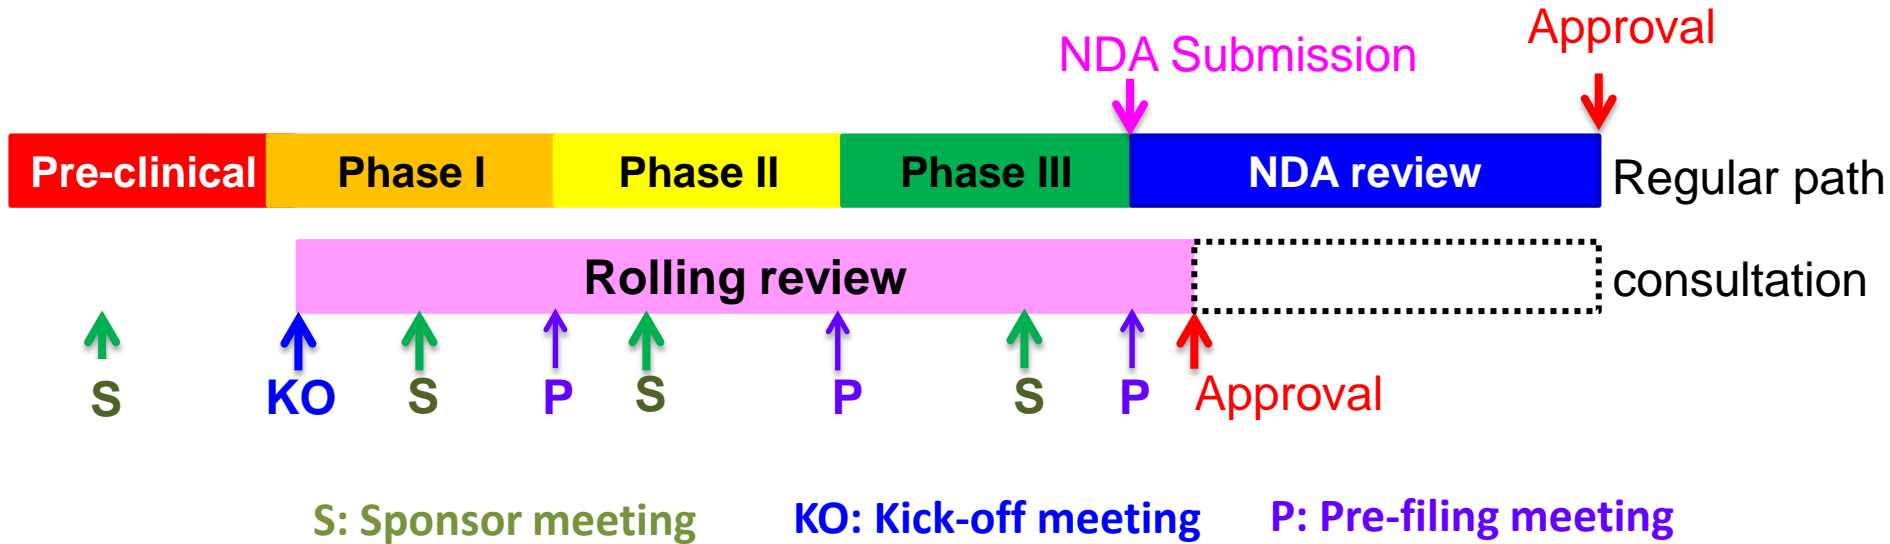 Approval
NDA Submission
Pre-clinical Phase I Phase II Phase III NDA review Regular path
Rolling review consultation
S KO S P S P S P Approval
S: Sponsor meeting KO: Kick-off meeting P: Pre-filing meeting